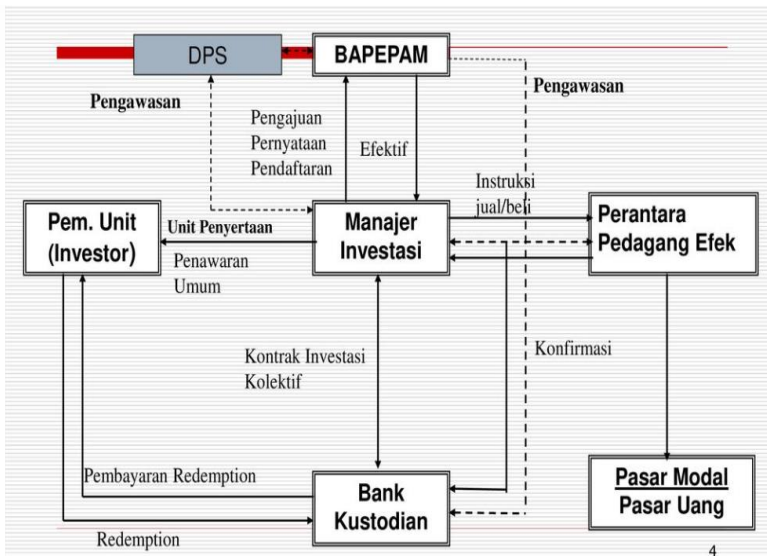 DPS
BAPEPAM
Pengawasan
Pengawasan
Pengajuan
Pernyataan
Pendaftaran
Efektif
Instruksi
jual/beli
Pem. Unit
(Investor)
Unit Penyertaan
Penawaran
Umum
Manajer
Investasi
Perantara
Pedagang Efek
Kontrak Investasi
Kolektif
Konfirmasi
Pembayaran Redemption
Redemption
Bank
Kustodian
Pasar Modal
Pasar Uang
4